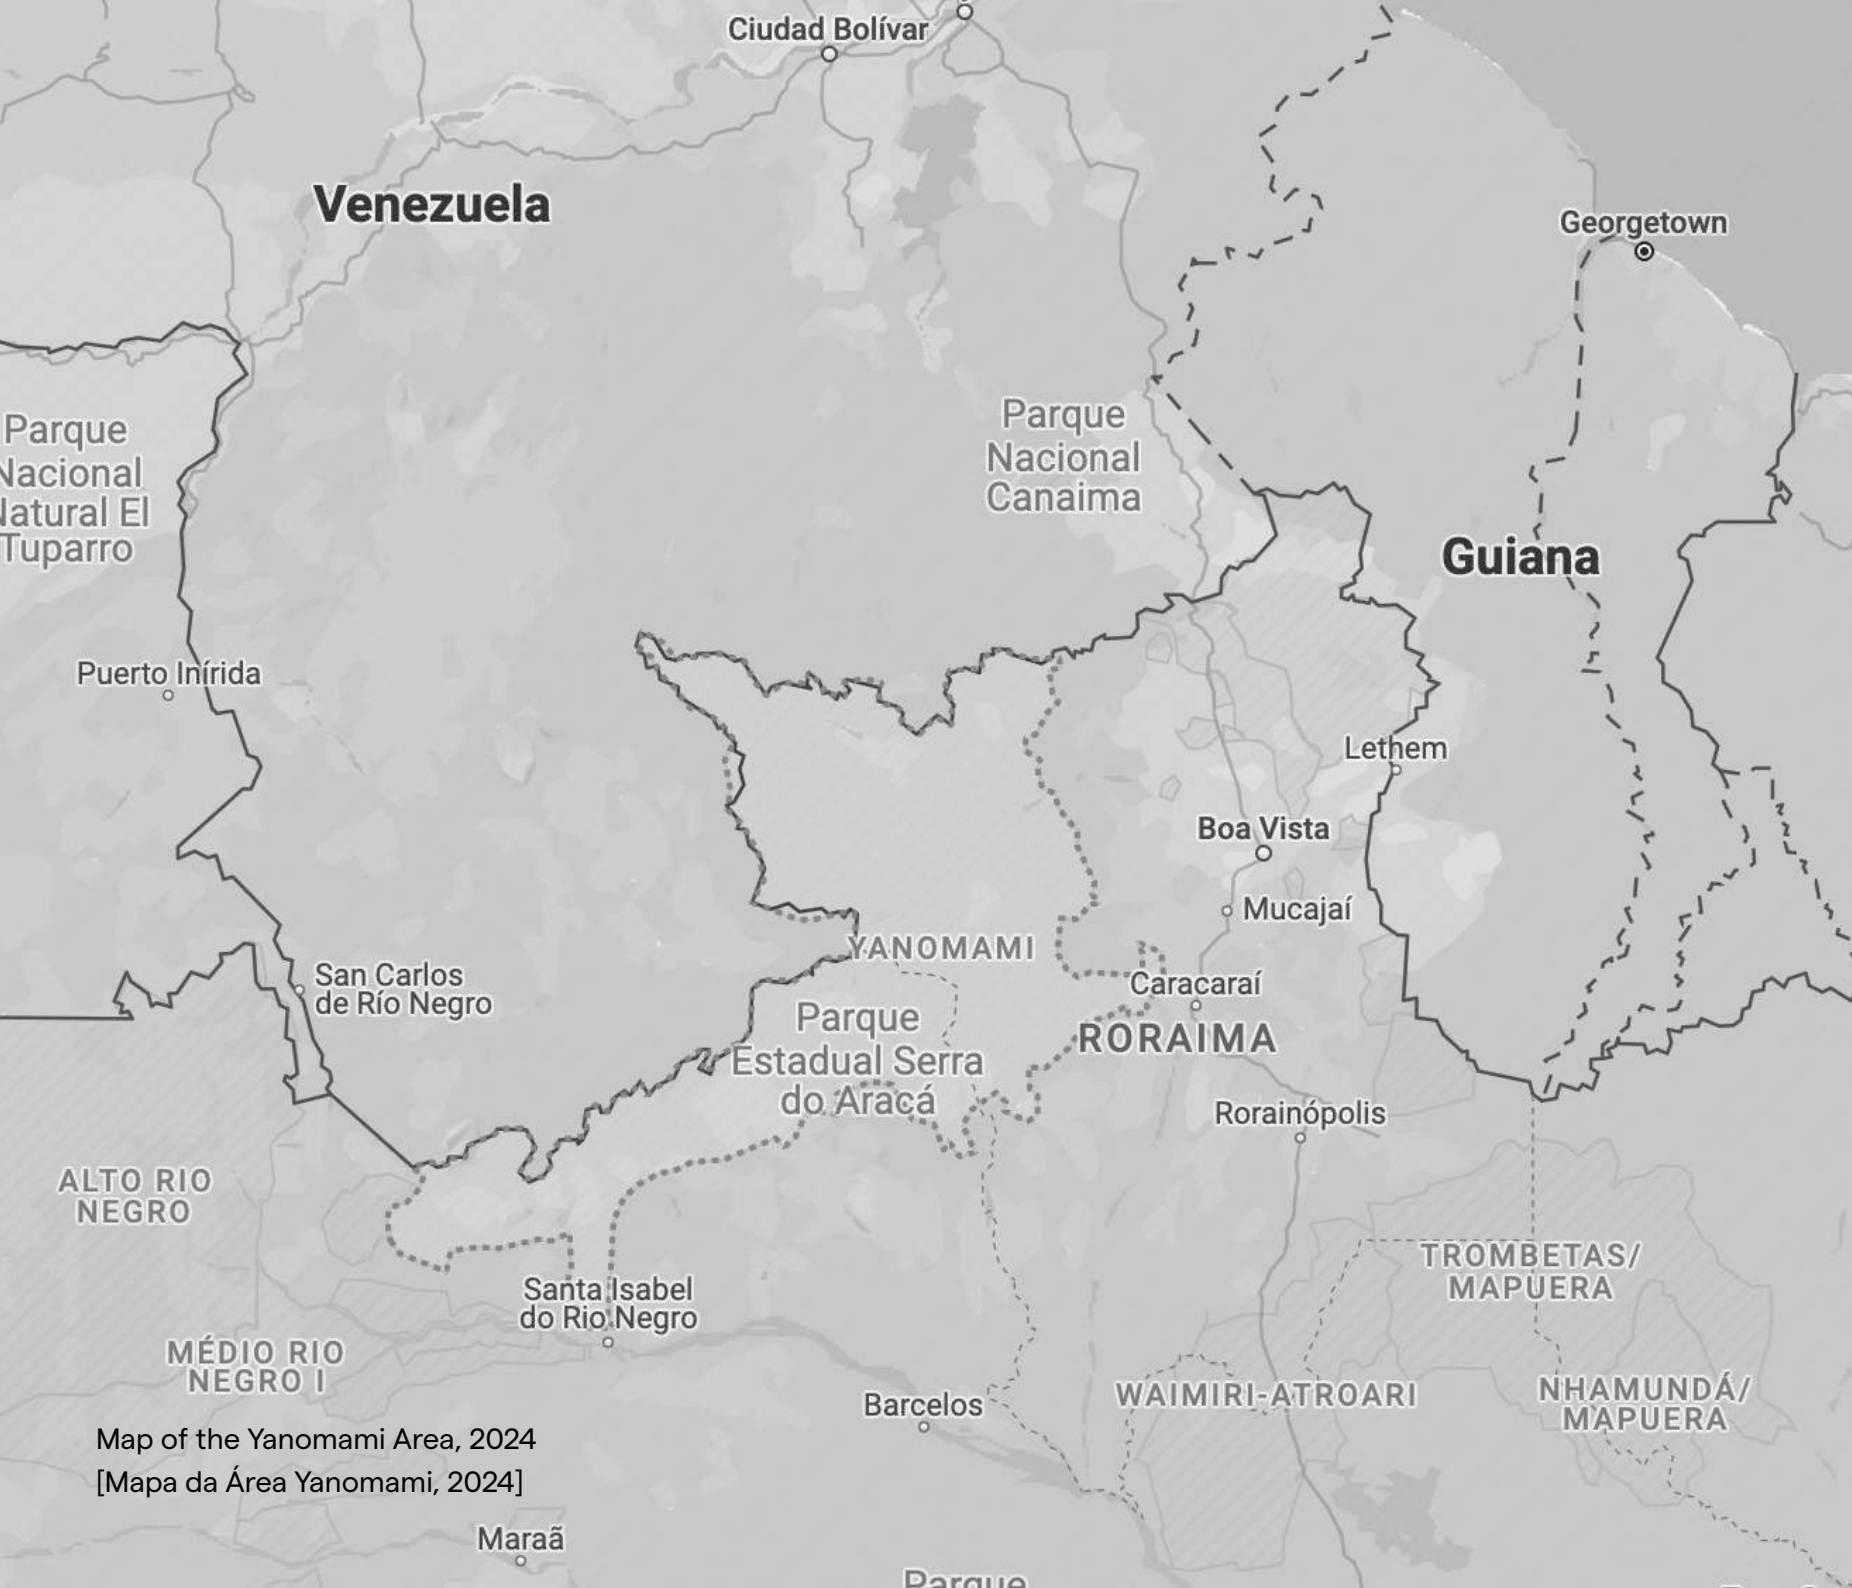 Ciudad Bolívar
Venezuela
Georgetown
Parque
Nacional
Canaima
Parque
Nacional
Natural El
Tuparro
Guiana
Puerto Inírida
Lethem
Boa Vista
Mucajaí
YANOMAMI
San Carlos
de Río Negro
Caracaraí
Parque
Estadual Serra
do Aracá
RORAIMA
Rorainópolis
ALTO RIO
NEGRO
TROMBETAS/
MAPUERA
Santa Isabel
do Rio Negro
MÉDIO RIO
NEGRO I
Barcelos
WAIMIRI-ATROARI
NHAMUNDÁ/
MAPUERA
Map of the Yanomami Area, 2024
[Mapa da Área Yanomami, 2024]
Maraã
Parque